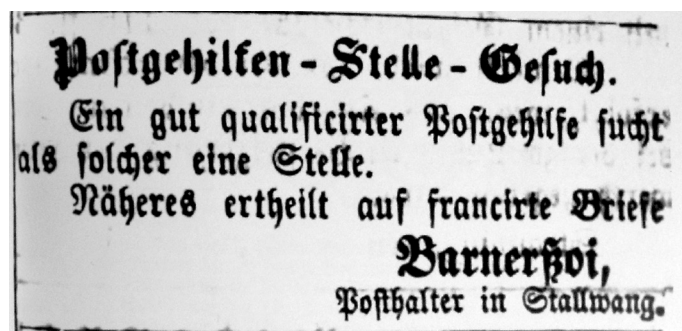 Postgehilfen-Stelle-Gesuch.
Ein gut qualificirter Postgehilfe sucht
als solcher eine Stelle.
Näheres ertheilt auf francirte Briefe
Barnerßoi,
Posthalter in Stallwang.